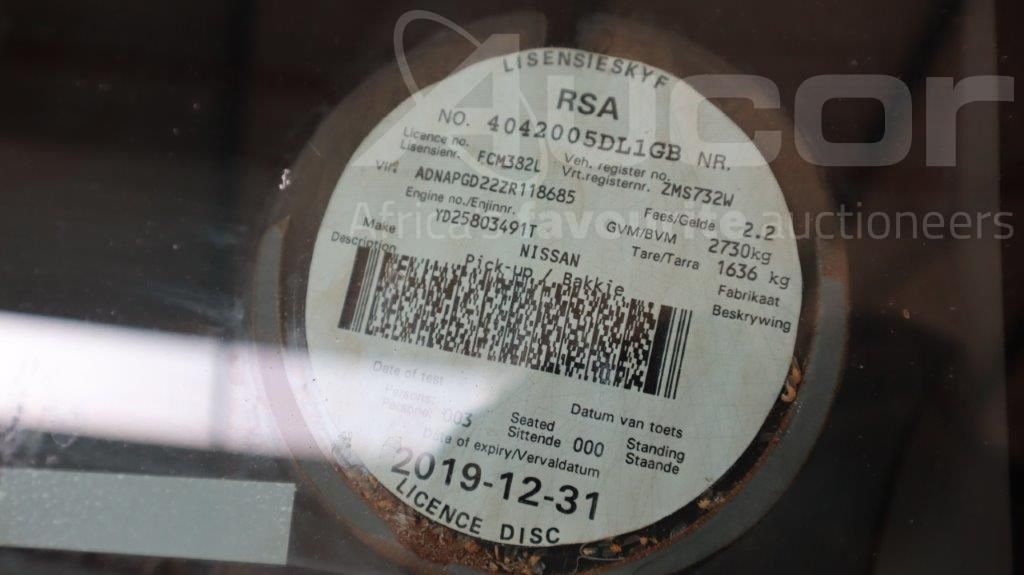 Aucor
Africa's favourite auctioneers
LISENSIESKYF
RSA
NO. 4042005DL1GB NR.
Licence no. Lisensienr. FCM382L Veh. register no. Vrt.registernr. ZMS732W
VIN ADNAPGD22ZR118685
Engine no./Enjinnr. Fees/Gelde 2.2
YD25803491T GVM/BVM 2730kg
Make NISSAN Tare/Tarra 1636 kg
Description Pick-up / Bakkie Fabrikaat
Beskrywing
Date of test Datum van toets
Persons: Persone: 003 Seated Sittende 000 Standing Staande
Date of expiry/Vervaldatum
2019-12-31
LICENCE DISC